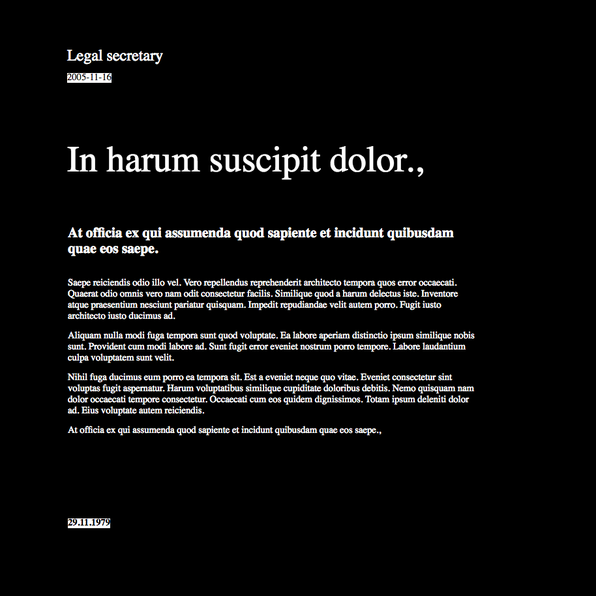 Legal secretary
2005-11-16
In harum suscipit dolor.,
At officia ex qui assumenda quod sapiente et incidunt quibusdam
quae eos saepe.
Saepe reiciendis odio illo vel. Vero repellendus reprehenderit architecto tempora quos error occaecati.
Quaerat odio omnis vero nam odit consectetur facilis. Similique quod a harum delectus iste. Inventore
atque praesentium nesciunt pariatur quisquam. Impedit repudiandae velit autem porro. Fugit iusto
architecto iusto ducimus ad.
Aliquam nulla modi fuga tempora sunt quod voluptate. Ea labore aperiam distinctio ipsum similique nobis
sunt. Provident cum modi labore ad. Sunt fugit error eveniet nostrum porro tempore. Labore laudantium
culpa voluptatem sunt velit.
Nihil fuga ducimus eum porro ea tempora sit. Est a eveniet neque quo vitae. Eveniet consectetur sint
voluptas fugit aspernatur. Harum voluptatibus similique cupiditate doloribus debitis. Nemo quisquam nam
dolor occaecati tempore consectetur. Occaecati cum eos quidem dignissimos. Totam ipsum deleniti dolor
ad. Eius voluptate autem reiciendis.
At officia ex qui assumenda quod sapiente et incidunt quibusdam quae eos saepe.,
29.11.1979